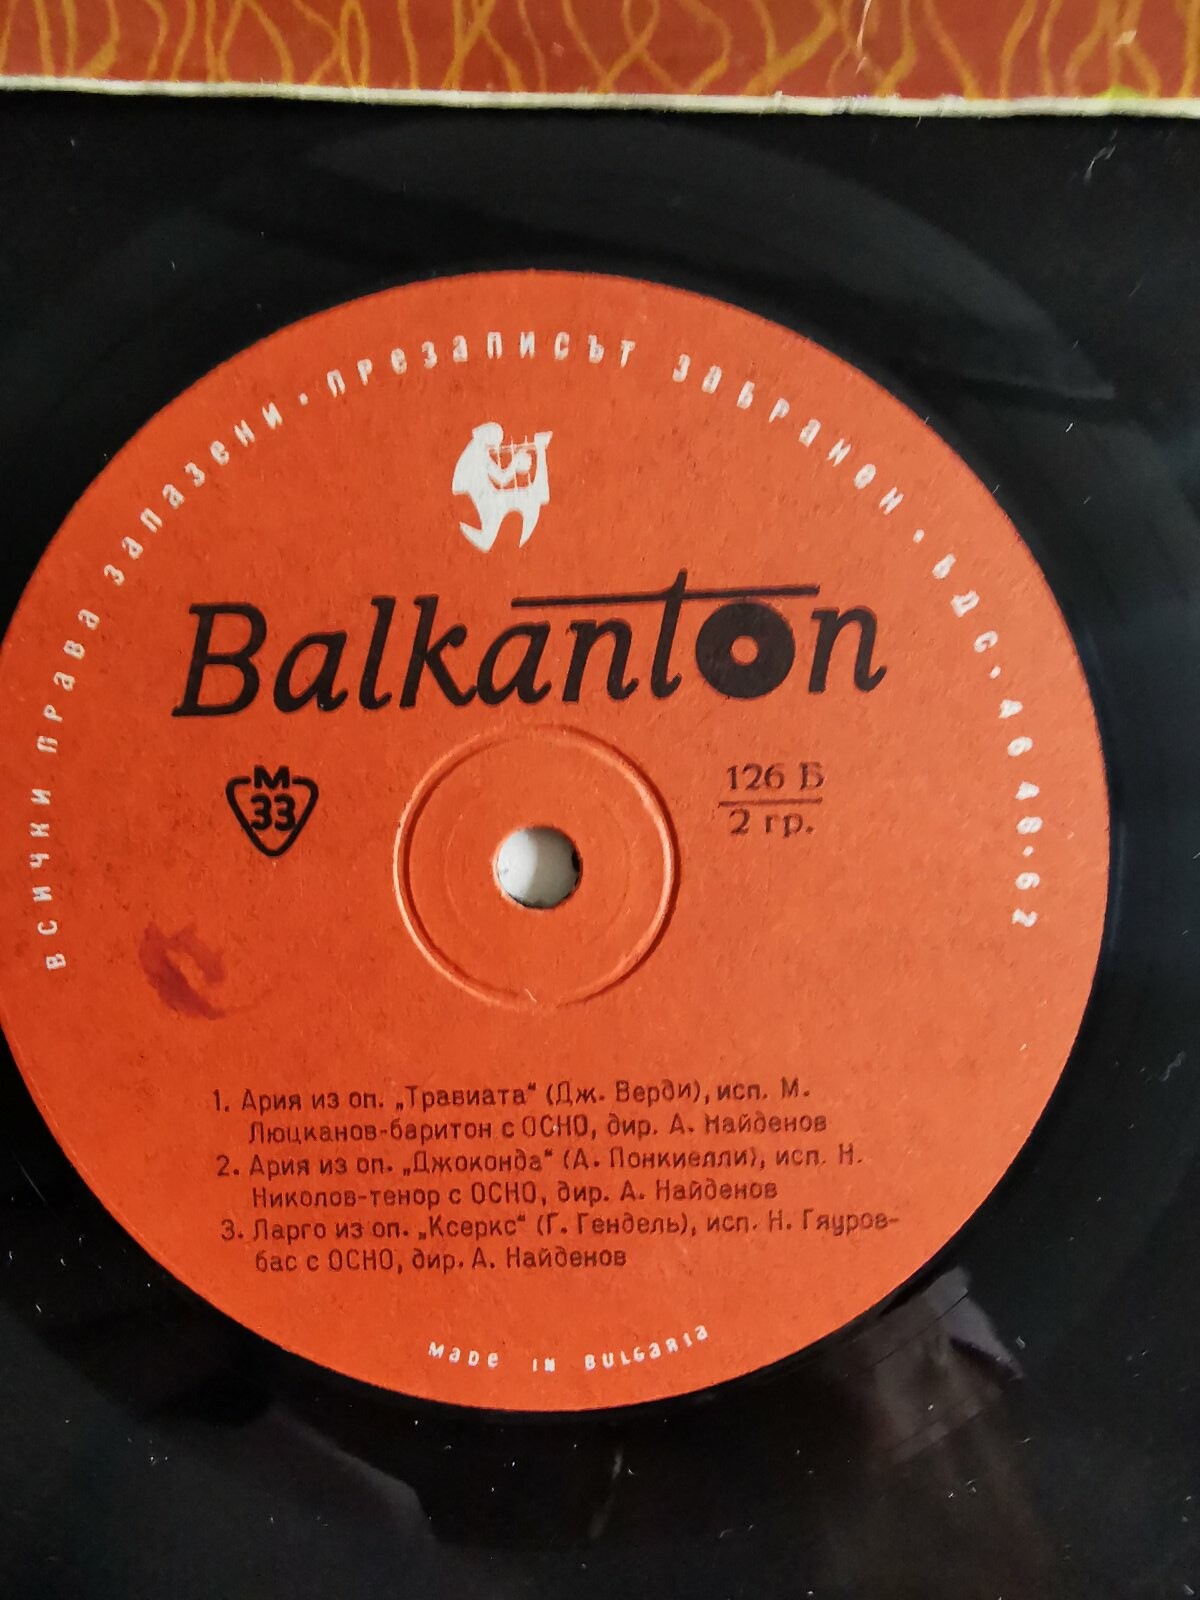 ВСИЧКИ ПРАВА ЗАПАЗЕНИ · ПРЕЗАПИСЪТ ЗАБРАНЕН · БДС · 4648 · 62
Balkanton
M
33
126 Б
2 гр.
1. Ария из оп. „Травиата“ (Дж. Верди), исп. М.
Люцканов-баритон с ОСНО, дир. А. Найденов
2. Ария из оп. „Джоконда“ (А. Понкиелли), исп. Н.
Николов-тенор с ОСНО, дир. А. Найденов
3. Ларго из оп. „Ксеркс“ (Г. Гендель), исп. Н. Гяуров-
бас с ОСНО, дир. А. Найденов
MADE IN BULGARIA